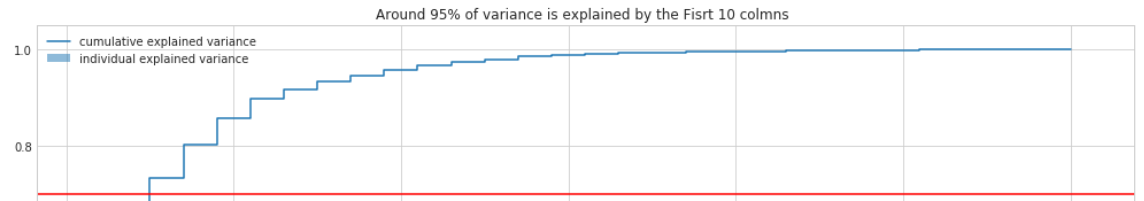 Around 95% of variance is explained by the Fisrt 10 colmns
cumulative explained variance
individual explained variance
1.0
0.8